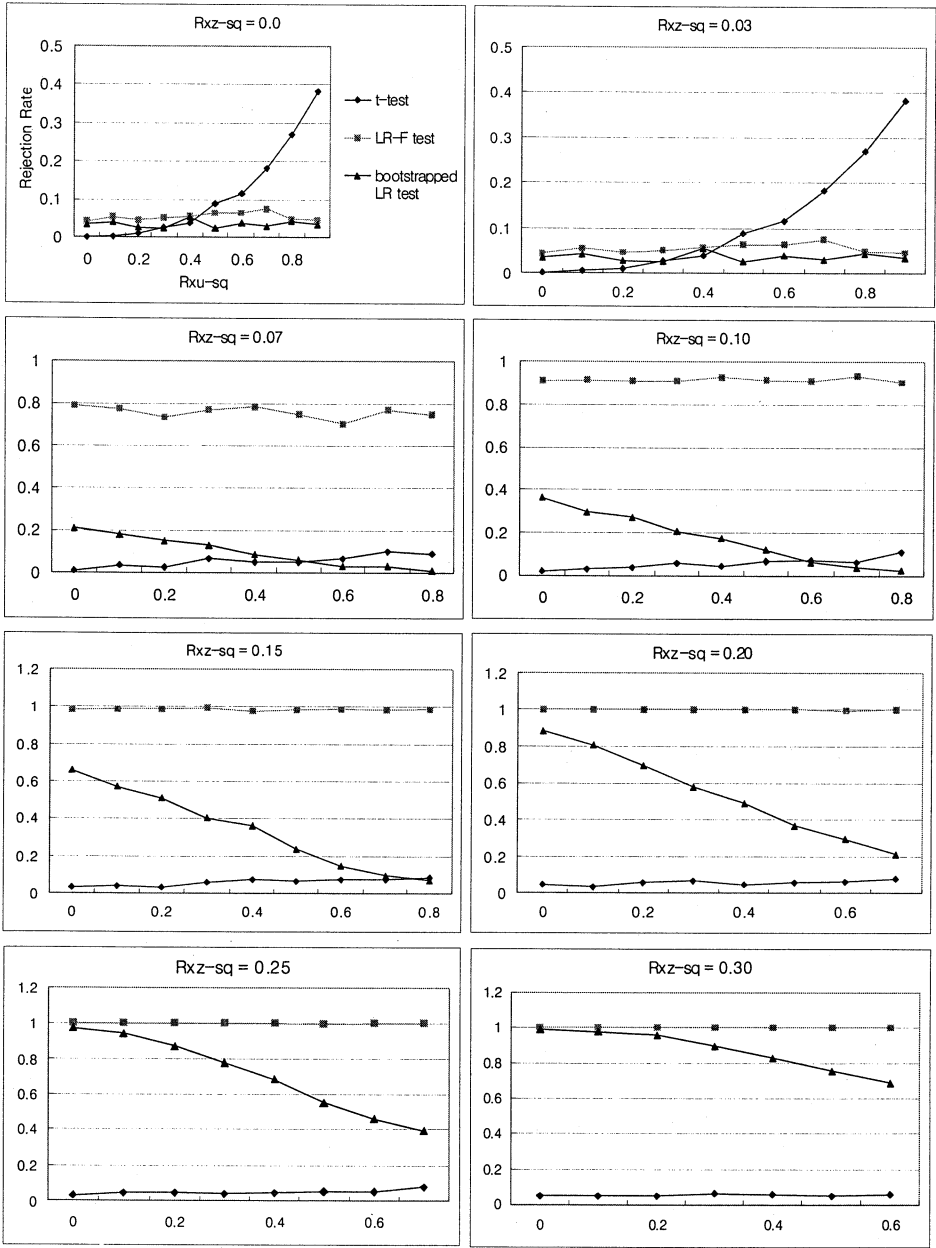 Rxz-sq = 0.0
0.5
0.4
0.3
0.2
0.1
0
Rejection Rate
0 0.2 0.4 0.6 0.8
Rxu-sq
t-test
LR-F test
bootstrapped
LR test
Rxz-sq = 0.03
0.5
0.4
0.3
0.2
0.1
0
0 0.2 0.4 0.6 0.8
Rxz-sq = 0.07
1
0.8
0.6
0.4
0.2
0
0 0.2 0.4 0.6 0.8
Rxz-sq = 0.10
1
0.8
0.6
0.4
0.2
0
0 0.2 0.4 0.6 0.8
Rxz-sq = 0.15
1.2
1
0.8
0.6
0.4
0.2
0
0 0.2 0.4 0.6 0.8
Rxz-sq = 0.20
1.2
1
0.8
0.6
0.4
0.2
0
0 0.2 0.4 0.6
Rxz-sq = 0.25
1.2
1
0.8
0.6
0.4
0.2
0
0 0.2 0.4 0.6
Rxz-sq = 0.30
1.2
1
0.8
0.6
0.4
0.2
0
0 0.2 0.4 0.6